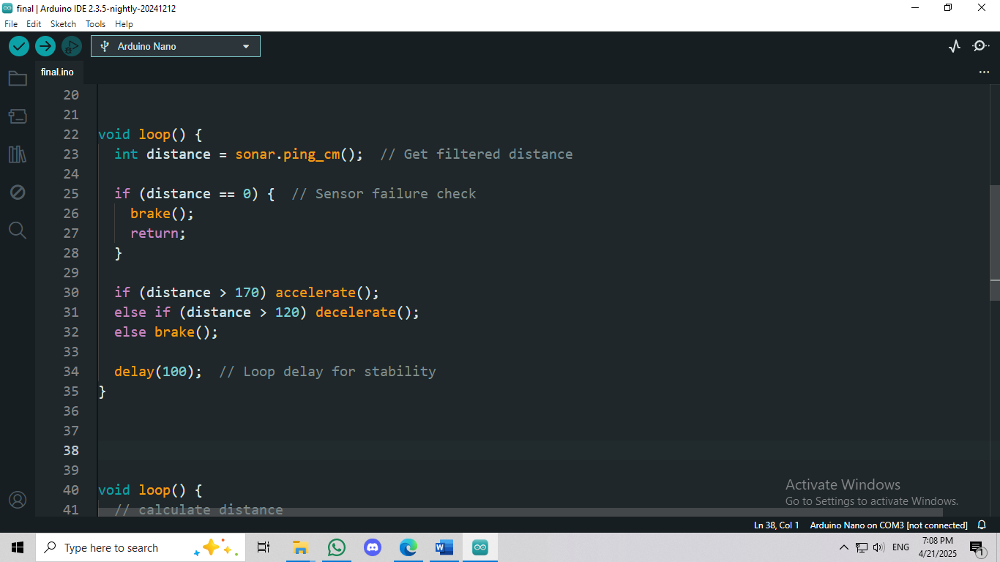 final | Arduino IDE 2.3.5-nightly-20241212
File Edit Sketch Tools Help
Arduino Nano
final.ino
20
21
22 void loop() {
23 int distance = sonar.ping_cm(); // Get filtered distance
24
25 if (distance == 0) { // Sensor failure check
26 brake();
27 return;
28 }
29
30 if (distance > 170) accelerate();
31 else if (distance > 120) decelerate();
32 else brake();
33
34 delay(100); // Loop delay for stability
35 }
36
37
38
39
40 void loop() {
41 // calculate distance
Activate Windows
Go to Settings to activate Windows.
Ln 38, Col 1 Arduino Nano on COM3 [not connected]
Type here to search
ENG
7:08 PM
4/21/2025
1